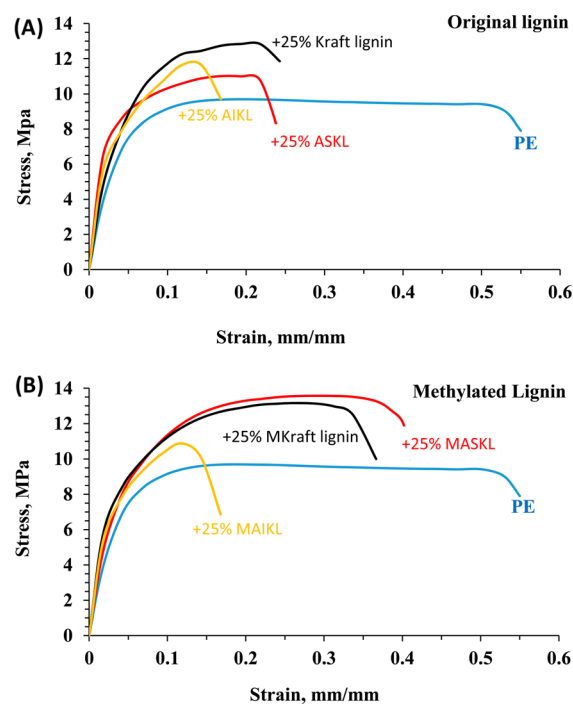 (A)
Original lignin
14
12
10
8
6
4
2
0
Stress, Mpa
+25% Kraft lignin
+25% AIKL
+25% ASKL
PE
0 0.1 0.2 0.3 0.4 0.5 0.6
Strain, mm/mm
(B)
Methylated Lignin
14
12
10
8
6
4
2
0
Stress, MPa
+25% MKraft lignin
+25% MASKL
+25% MAIKL
PE
0 0.1 0.2 0.3 0.4 0.5 0.6
Strain, mm/mm